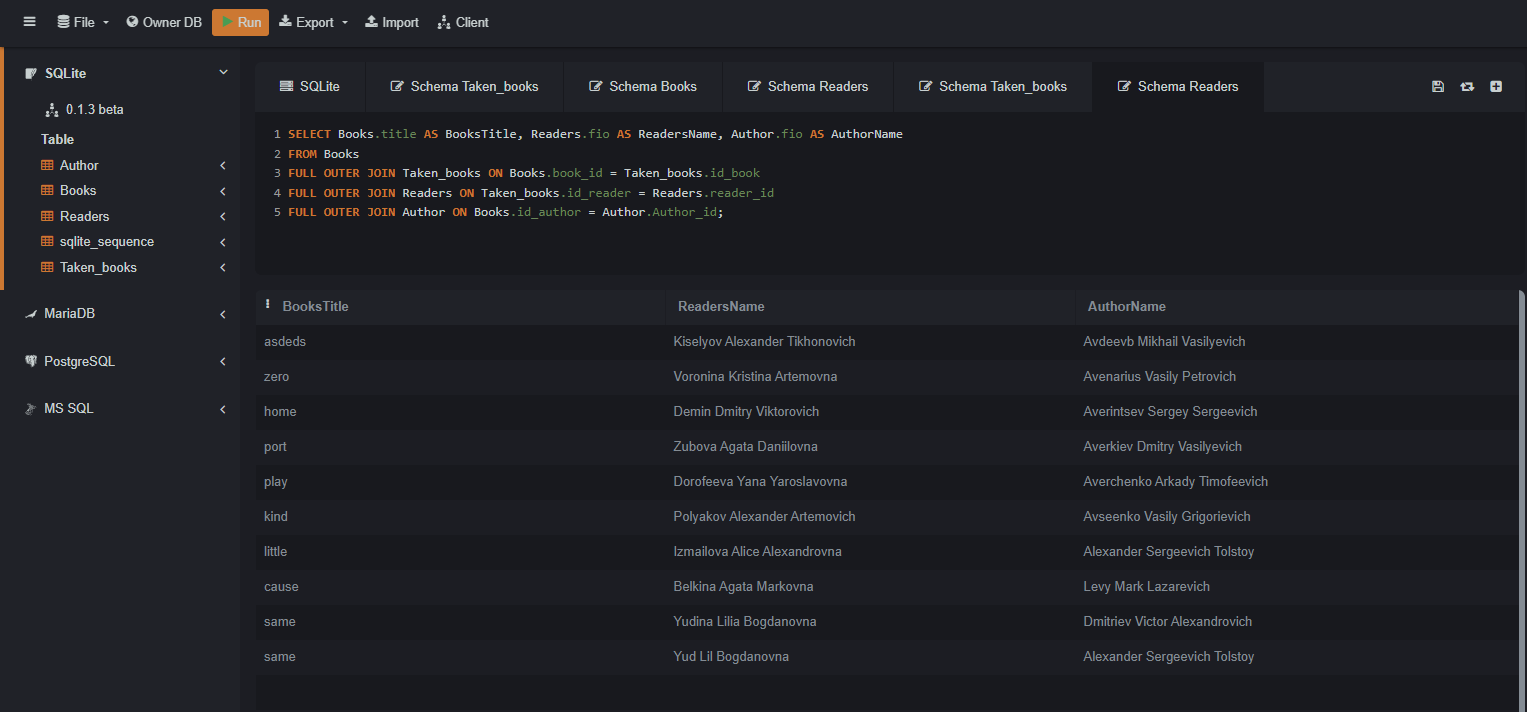 File Owner DB Run Export Import Client
SQLite
0.1.3 beta
Table
Author
Books
Readers
sqlite_sequence
Taken_books
MariaDB
PostgreSQL
MS SQL
SQLite Schema Taken_books Schema Books Schema Readers Schema Taken_books Schema Readers
1 SELECT Books.title AS BooksTitle, Readers.fio AS ReadersName, Author.fio AS AuthorName
2 FROM Books
3 FULL OUTER JOIN Taken_books ON Books.book_id = Taken_books.id_book
4 FULL OUTER JOIN Readers ON Taken_books.id_reader = Readers.reader_id
5 FULL OUTER JOIN Author ON Books.id_author = Author.Author_id;
BooksTitle ReadersName AuthorName
asdeds Kiselyov Alexander Tikhonovich Avdeevb Mikhail Vasilyevich
zero Voronina Kristina Artemovna Avenarius Vasily Petrovich
home Demin Dmitry Viktorovich Averintsev Sergey Sergeevich
port Zubova Agata Daniilovna Averkiev Dmitry Vasilyevich
play Dorofeeva Yana Yaroslavovna Averchenko Arkady Timofeevich
kind Polyakov Alexander Artemovich Avseenko Vasily Grigorievich
little Izmailova Alice Alexandrovna Alexander Sergeevich Tolstoy
cause Belkina Agata Markovna Levy Mark Lazarevich
same Yudina Lilia Bogdanovna Dmitriev Victor Alexandrovich
same Yud Lil Bogdanovna Alexander Sergeevich Tolstoy